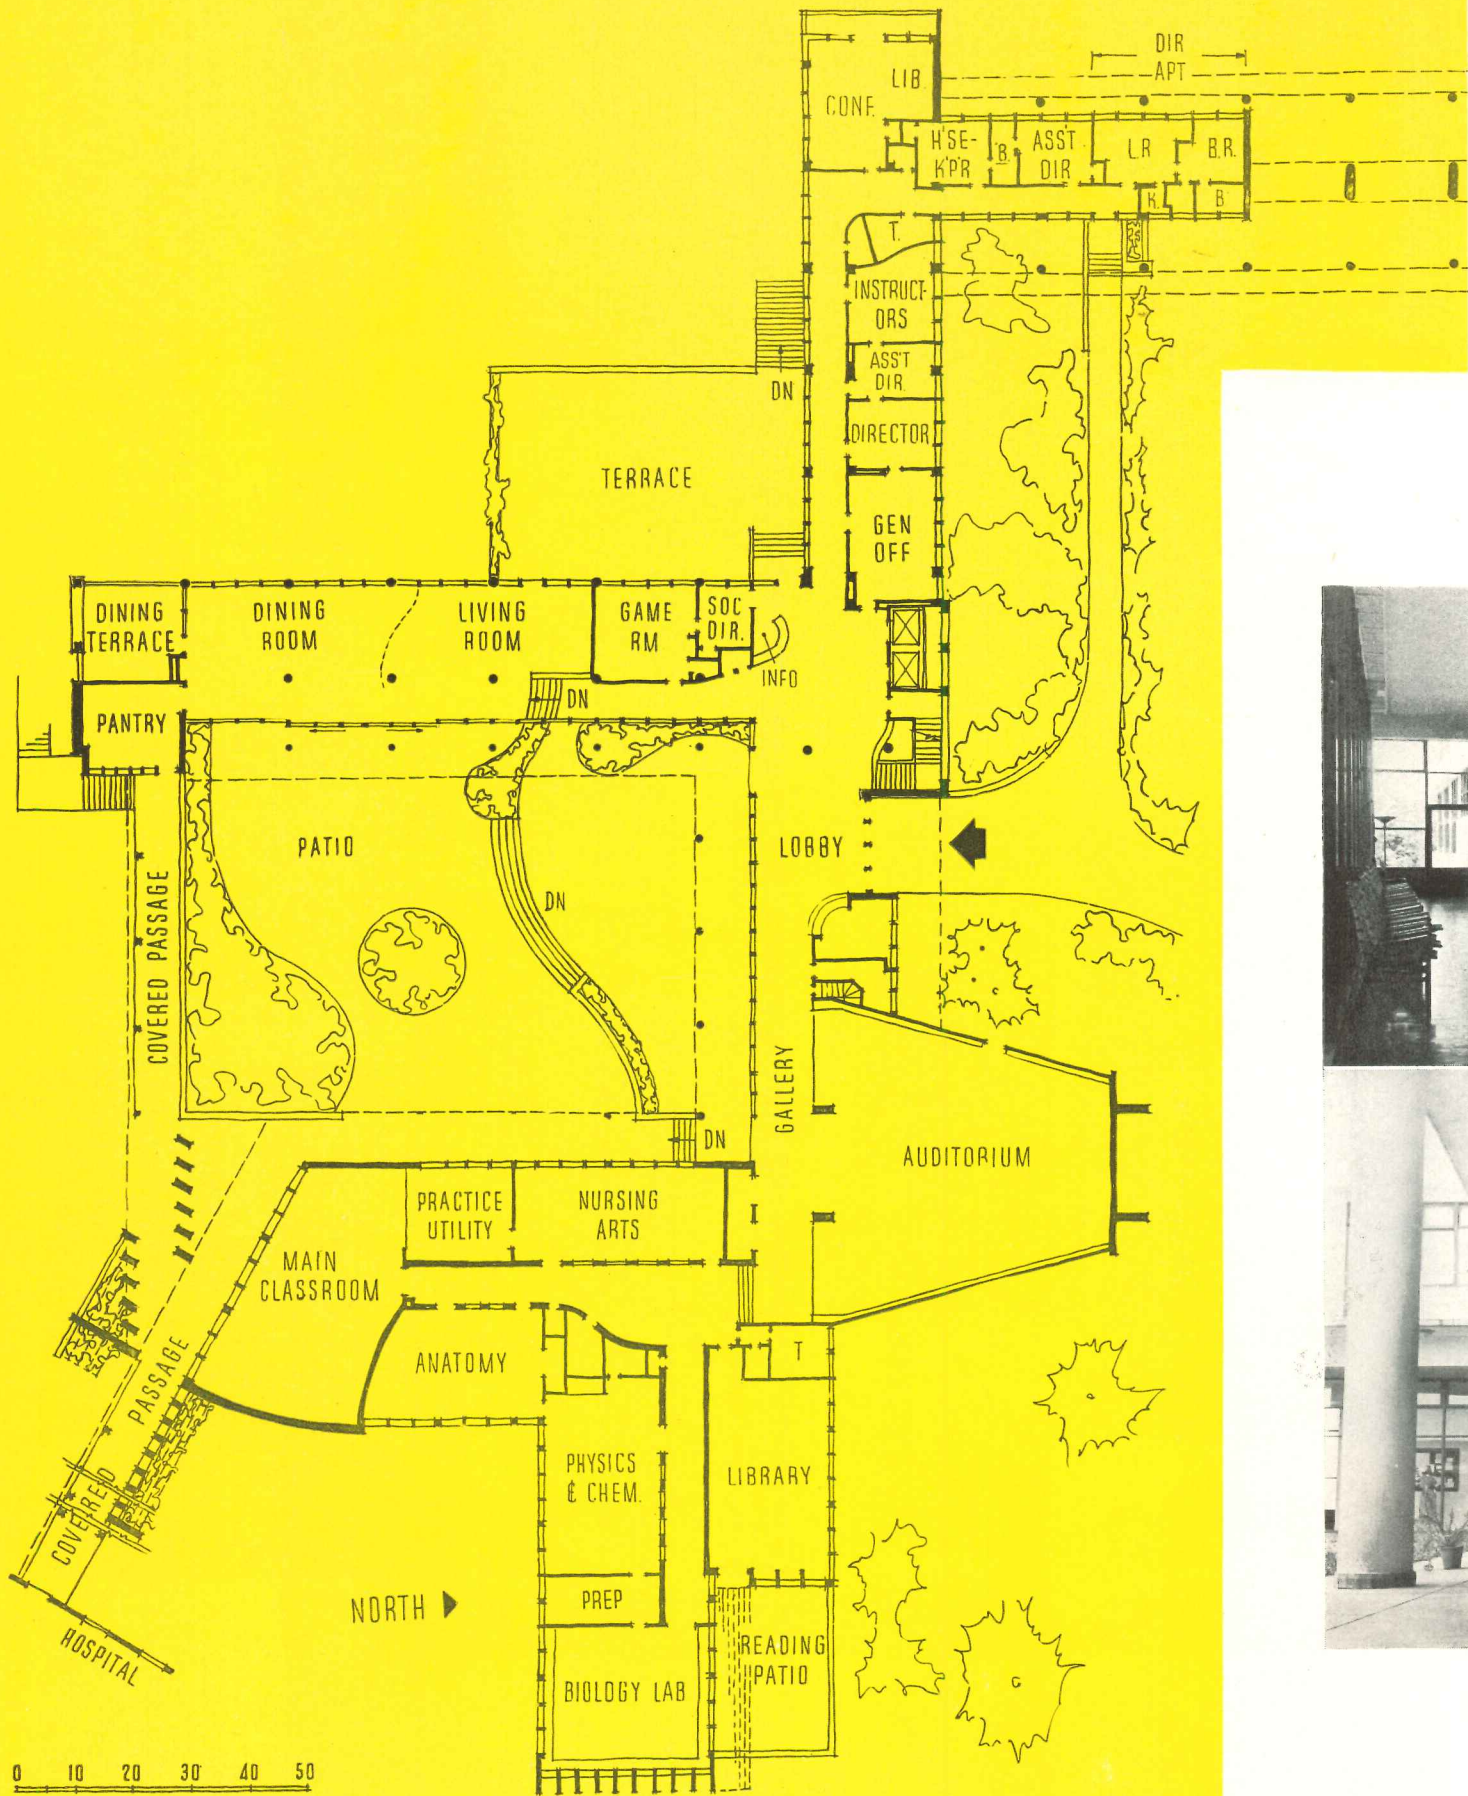 DIR
APT
LIB.
CONF.
H'SE-
K'P'R
B.
ASS'T
DIR
L.R
B.R.
K.
B
T.
INSTRUCT-
ORS
ASS'T
DIR.
DN
DIRECTOR
TERRACE
GEN
OFF
DINING
TERRACE
DINING
ROOM
LIVING
ROOM
GAME
RM
SOC
DIR.
INFO
DN
PANTRY
PATIO
LOBBY
DN
COVERED PASSAGE
GALLERY
DN
AUDITORIUM
PRACTICE
UTILITY
NURSING
ARTS
MAIN
CLASSROOM
ANATOMY
T
COVERED PASSAGE
PHYSICS
& CHEM.
LIBRARY
PREP
NORTH
HOSPITAL
READING
PATIO
BIOLOGY LAB
0 10 20 30 40 50